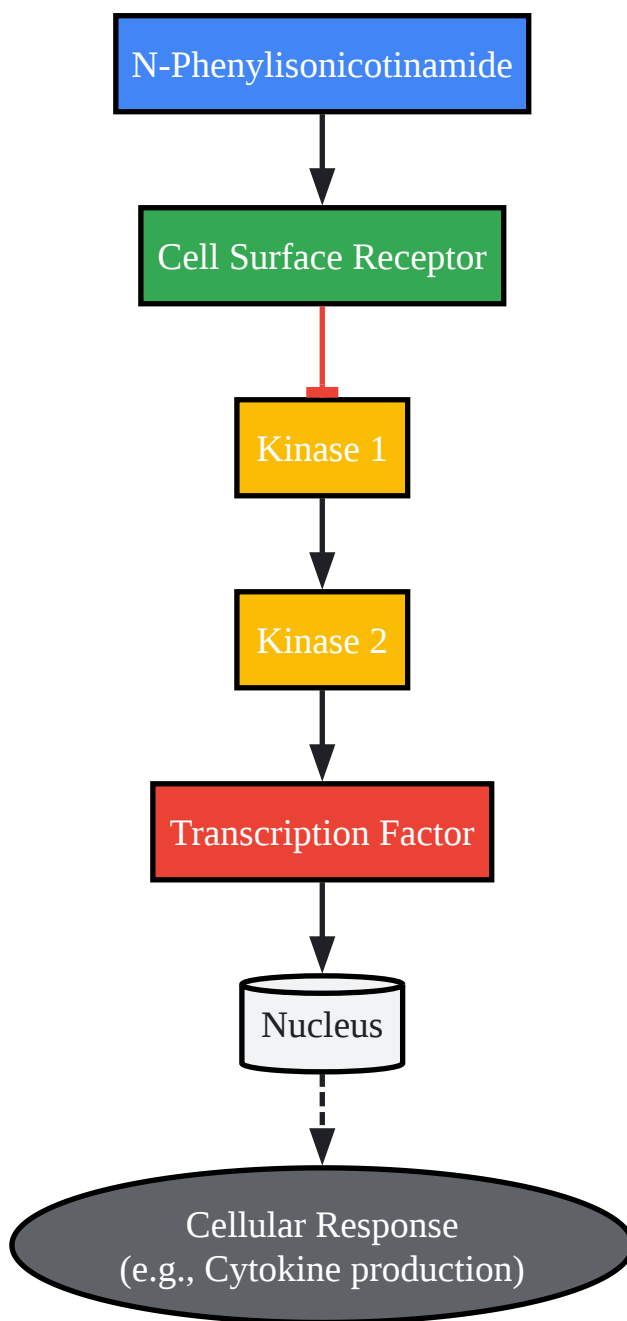 N-Phenylisonicotinamide
Cell Surface Receptor
Kinase 1
Kinase 2
Transcription Factor
Nucleus
Cellular Response
(e.g., Cytokine production)